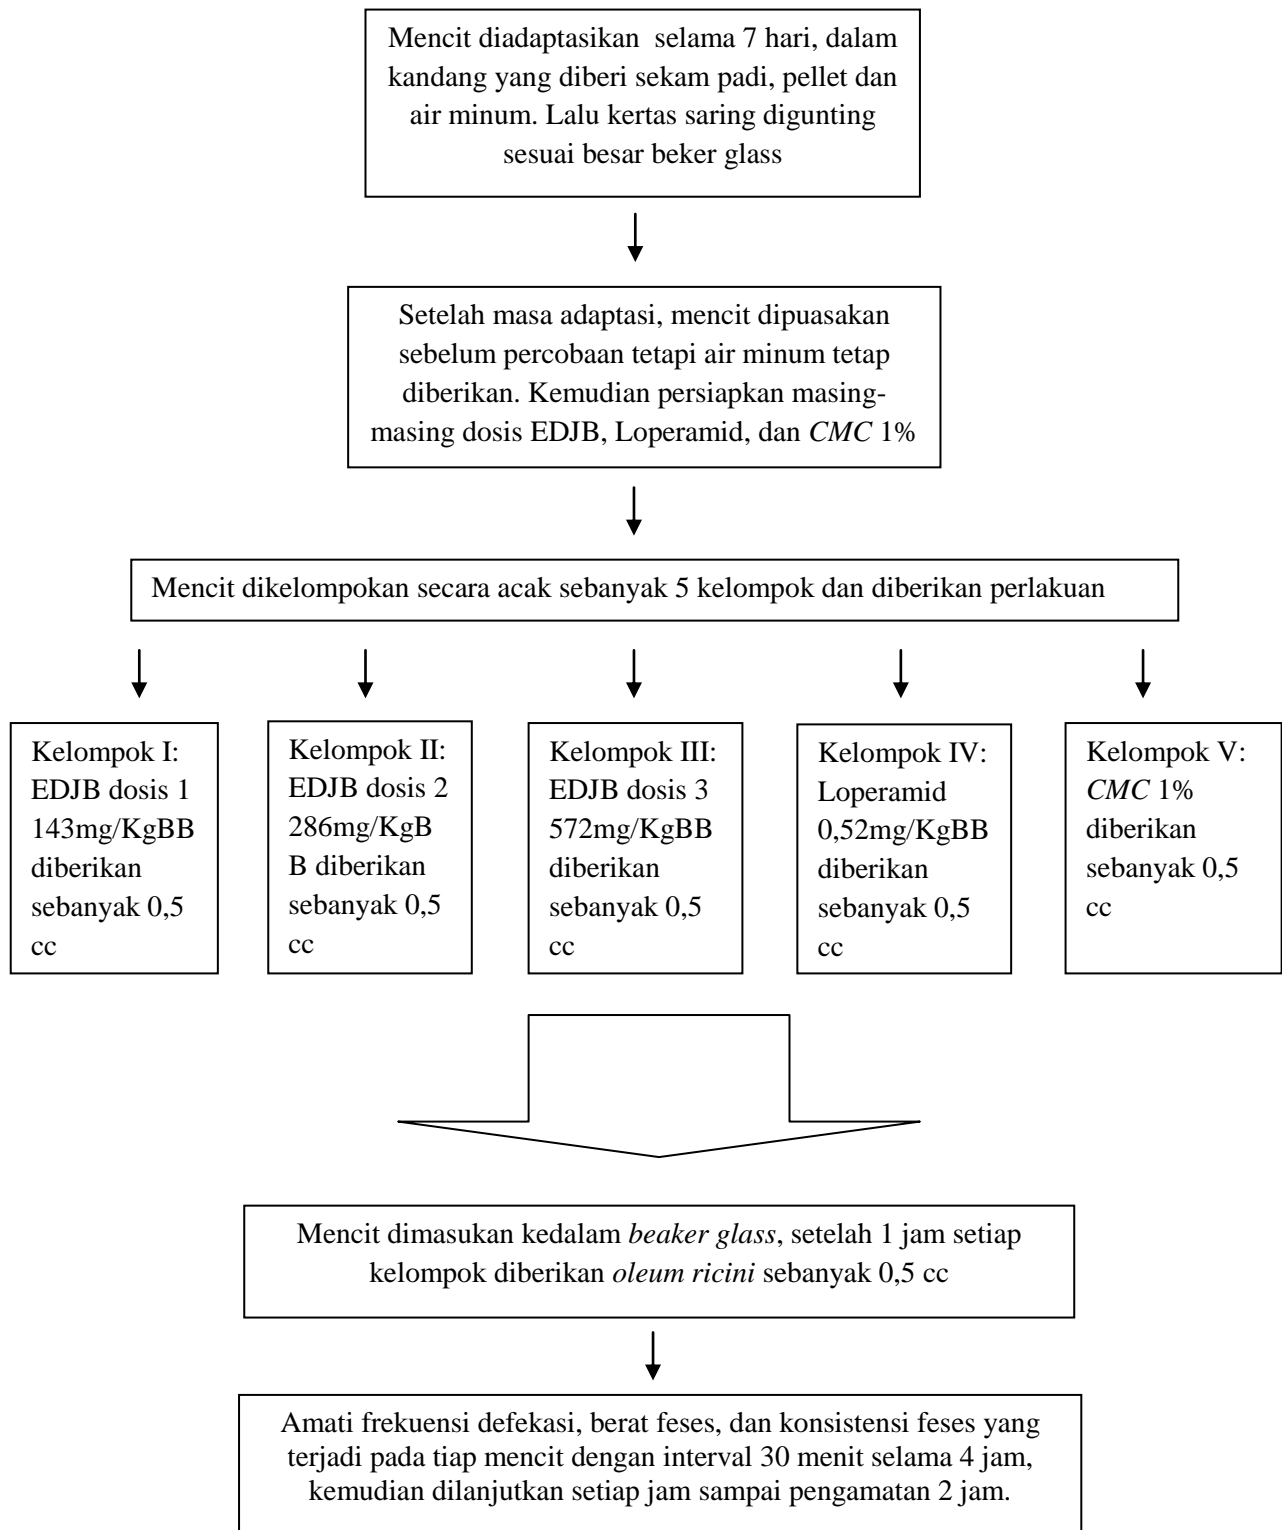 Mencit diadaptasikan  selama 7 hari, dalam
kandang yang diberi sekam padi, pellet dan
air minum. Lalu kertas saring digunting
sesuai besar beker glass
Setelah masa adaptasi, mencit dipuasakan
sebelum percobaan tetapi air minum tetap
diberikan. Kemudian persiapkan masing-
masing dosis EDJB, Loperamid, dan CMC 1%
Mencit dikelompokan secara acak sebanyak 5 kelompok dan diberikan perlakuan
Kelompok I:
EDJB dosis 1
143mg/KgBB
diberikan
sebanyak 0,5
cc
Kelompok II:
EDJB dosis 2
286mg/KgB
B diberikan
sebanyak 0,5
cc
Kelompok III:
EDJB dosis 3
572mg/KgBB
diberikan
sebanyak 0,5
cc
Kelompok IV:
Loperamid
0,52mg/KgBB
diberikan
sebanyak 0,5
cc
Kelompok V:
CMC 1%
diberikan
sebanyak 0,5
cc
Mencit dimasukan kedalam beaker glass, setelah 1 jam setiap
kelompok diberikan oleum ricini sebanyak 0,5 cc
Amati frekuensi defekasi, berat feses, dan konsistensi feses yang
terjadi pada tiap mencit dengan interval 30 menit selama 4 jam,
kemudian dilanjutkan setiap jam sampai pengamatan 2 jam.